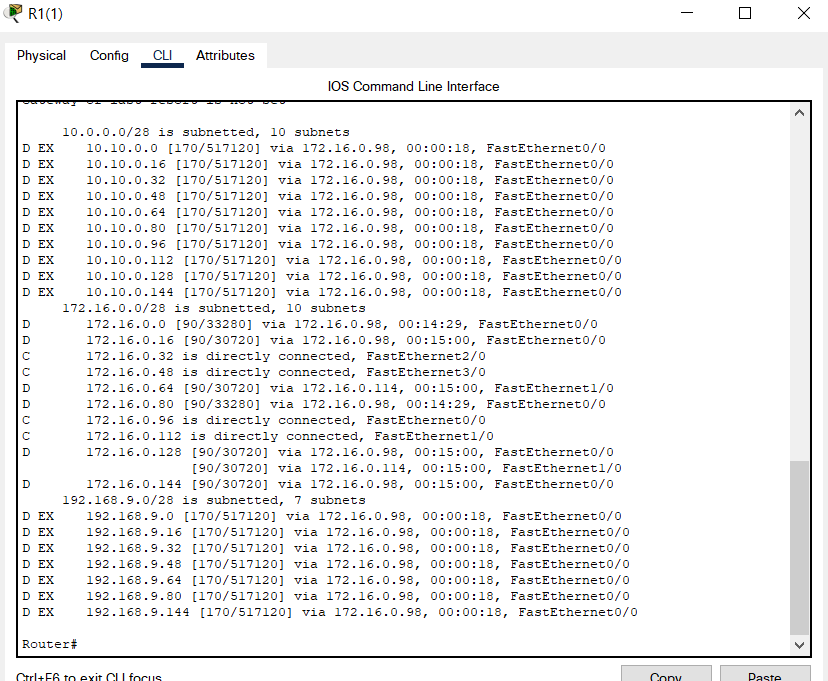 R1(1)
Physical Config CLI Attributes
IOS Command Line Interface
Gateway of last resort is not set
10.0.0.0/28 is subnetted, 10 subnets
D EX 10.10.0.0 [170/517120] via 172.16.0.98, 00:00:18, FastEthernet0/0
D EX 10.10.0.16 [170/517120] via 172.16.0.98, 00:00:18, FastEthernet0/0
D EX 10.10.0.32 [170/517120] via 172.16.0.98, 00:00:18, FastEthernet0/0
D EX 10.10.0.48 [170/517120] via 172.16.0.98, 00:00:18, FastEthernet0/0
D EX 10.10.0.64 [170/517120] via 172.16.0.98, 00:00:18, FastEthernet0/0
D EX 10.10.0.80 [170/517120] via 172.16.0.98, 00:00:18, FastEthernet0/0
D EX 10.10.0.96 [170/517120] via 172.16.0.98, 00:00:18, FastEthernet0/0
D EX 10.10.0.112 [170/517120] via 172.16.0.98, 00:00:18, FastEthernet0/0
D EX 10.10.0.128 [170/517120] via 172.16.0.98, 00:00:18, FastEthernet0/0
D EX 10.10.0.144 [170/517120] via 172.16.0.98, 00:00:18, FastEthernet0/0
172.16.0.0/28 is subnetted, 10 subnets
D 172.16.0.0 [90/33280] via 172.16.0.98, 00:14:29, FastEthernet0/0
D 172.16.0.16 [90/30720] via 172.16.0.98, 00:15:00, FastEthernet0/0
C 172.16.0.32 is directly connected, FastEthernet2/0
C 172.16.0.48 is directly connected, FastEthernet3/0
D 172.16.0.64 [90/30720] via 172.16.0.114, 00:15:00, FastEthernet1/0
D 172.16.0.80 [90/33280] via 172.16.0.98, 00:14:29, FastEthernet0/0
C 172.16.0.96 is directly connected, FastEthernet0/0
C 172.16.0.112 is directly connected, FastEthernet1/0
D 172.16.0.128 [90/30720] via 172.16.0.98, 00:15:00, FastEthernet0/0
[90/30720] via 172.16.0.114, 00:15:00, FastEthernet1/0
D 172.16.0.144 [90/30720] via 172.16.0.98, 00:15:00, FastEthernet0/0
192.168.9.0/28 is subnetted, 7 subnets
D EX 192.168.9.0 [170/517120] via 172.16.0.98, 00:00:18, FastEthernet0/0
D EX 192.168.9.16 [170/517120] via 172.16.0.98, 00:00:18, FastEthernet0/0
D EX 192.168.9.32 [170/517120] via 172.16.0.98, 00:00:18, FastEthernet0/0
D EX 192.168.9.48 [170/517120] via 172.16.0.98, 00:00:18, FastEthernet0/0
D EX 192.168.9.64 [170/517120] via 172.16.0.98, 00:00:18, FastEthernet0/0
D EX 192.168.9.80 [170/517120] via 172.16.0.98, 00:00:18, FastEthernet0/0
D EX 192.168.9.144 [170/517120] via 172.16.0.98, 00:00:18, FastEthernet0/0
Router#
Ctrl+F6 to exit CLI focus
Copy Paste